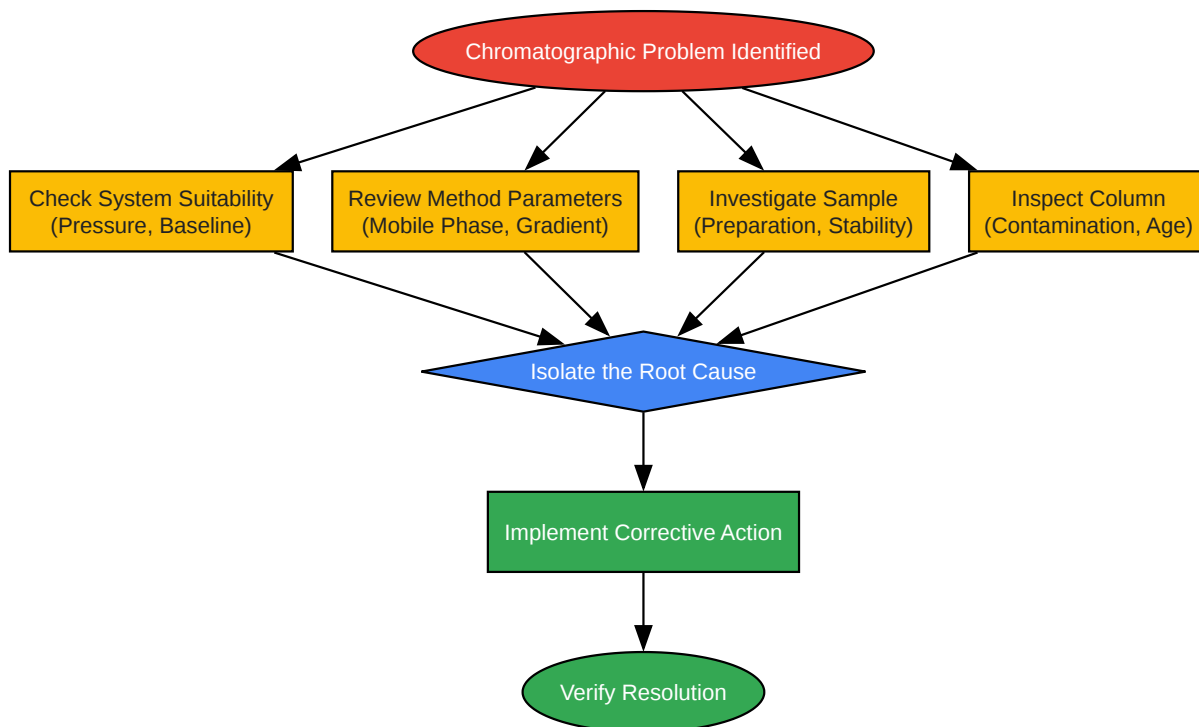 Chromatographic Problem Identified
Check System Suitability
(Pressure, Baseline)
Review Method Parameters
(Mobile Phase, Gradient)
Investigate Sample
(Preparation, Stability)
Inspect Column
(Contamination, Age)
Isolate the Root Cause
Implement Corrective Action
Verify Resolution